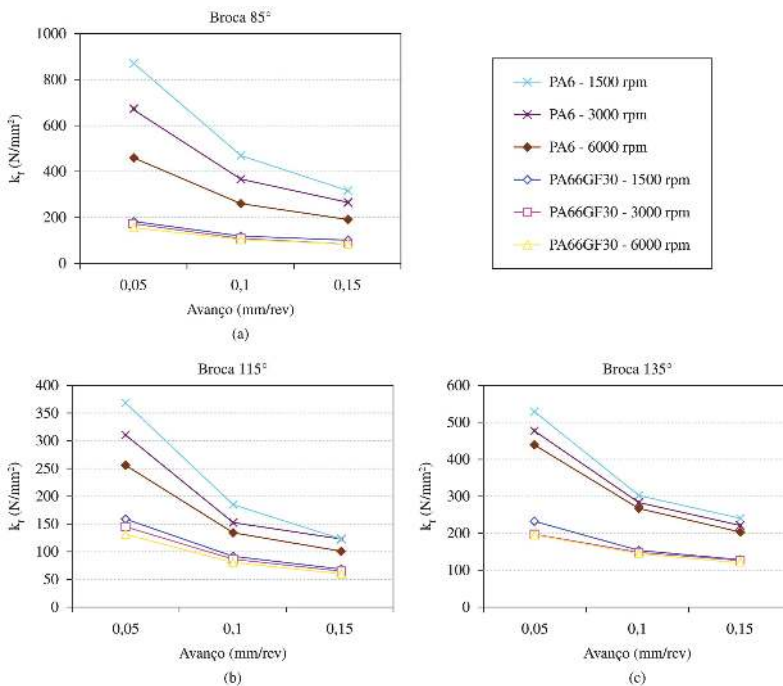 Broca 85°
1000
800
600
400
200
0
k_f (N/mm²)
0,05 0,1 0,15
Avanço (mm/rev)
(a)
PA6 - 1500 rpm
PA6 - 3000 rpm
PA6 - 6000 rpm
PA66GF30 - 1500 rpm
PA66GF30 - 3000 rpm
PA66GF30 - 6000 rpm
Broca 115°
400
350
300
250
200
150
100
50
0
k_f (N/mm²)
0,05 0,1 0,15
Avanço (mm/rev)
(b)
Broca 135°
600
500
400
300
200
100
0
k_f (N/mm²)
0,05 0,1 0,15
Avanço (mm/rev)
(c)